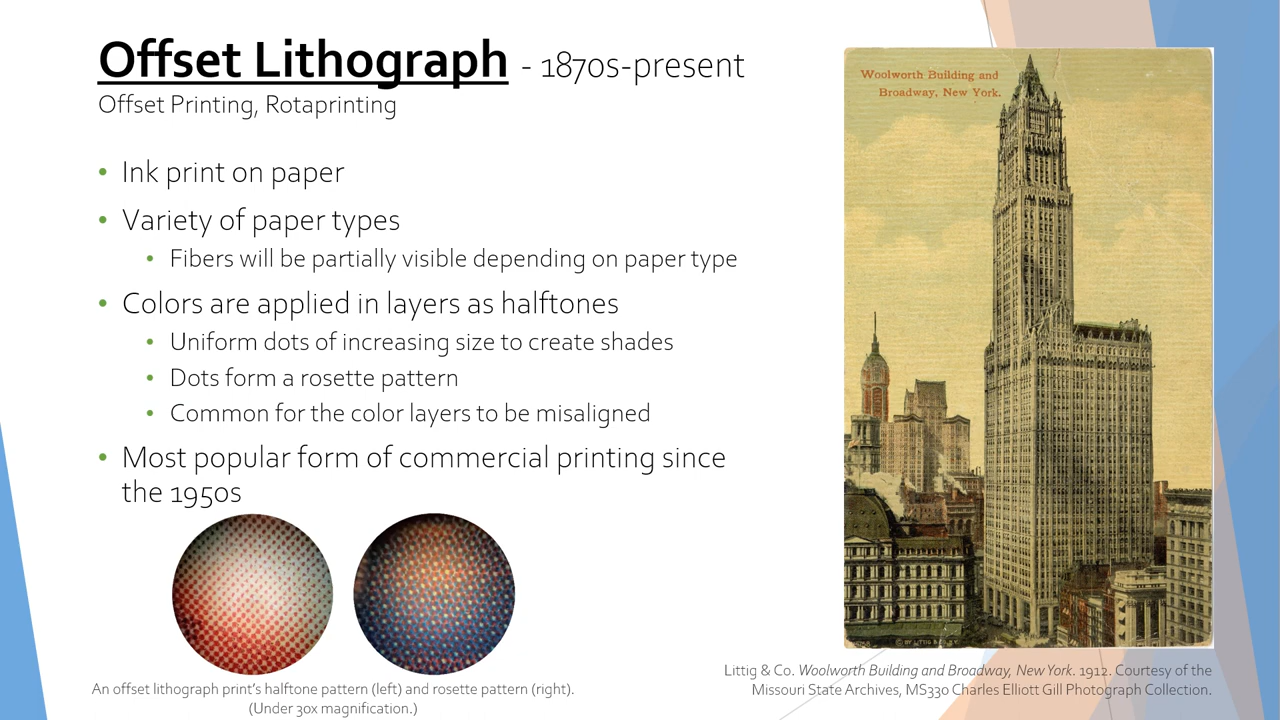 Offset Lithograph - 1870s-present
Offset Printing, Rotaprinting
• Ink print on paper
• Variety of paper types
• Fibers will be partially visible depending on paper type
• Colors are applied in layers as halftones
• Uniform dots of increasing size to create shades
• Dots form a rosette pattern
• Common for the color layers to be misaligned
• Most popular form of commercial printing since
the 1950s
An offset lithograph print's halftone pattern (left) and rosette pattern (right).
(Under 30x magnification.)
Woolworth Building and
Broadway, New York.
© BY LITTIG & CO. N.Y.
Littig & Co. Woolworth Building and Broadway, New York. 1912. Courtesy of the
Missouri State Archives, MS330 Charles Elliott Gill Photograph Collection.